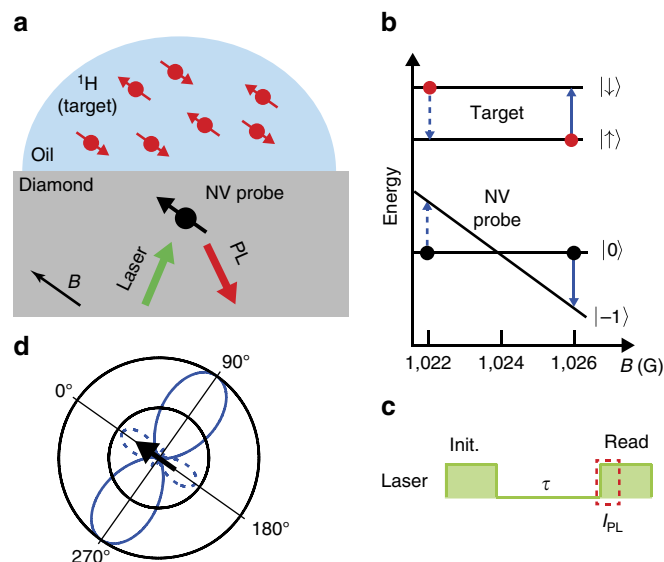 a
¹H
(target)
Oil
Diamond
NV probe
Laser
PL
B
b
Energy
Target
|↓⟩
|↑⟩
NV
probe
|0⟩
|−1⟩
1,022 1,024 1,026 B (G)
c
Init. Read
Laser τ
I_PL
d
0° 90°
180°
270°